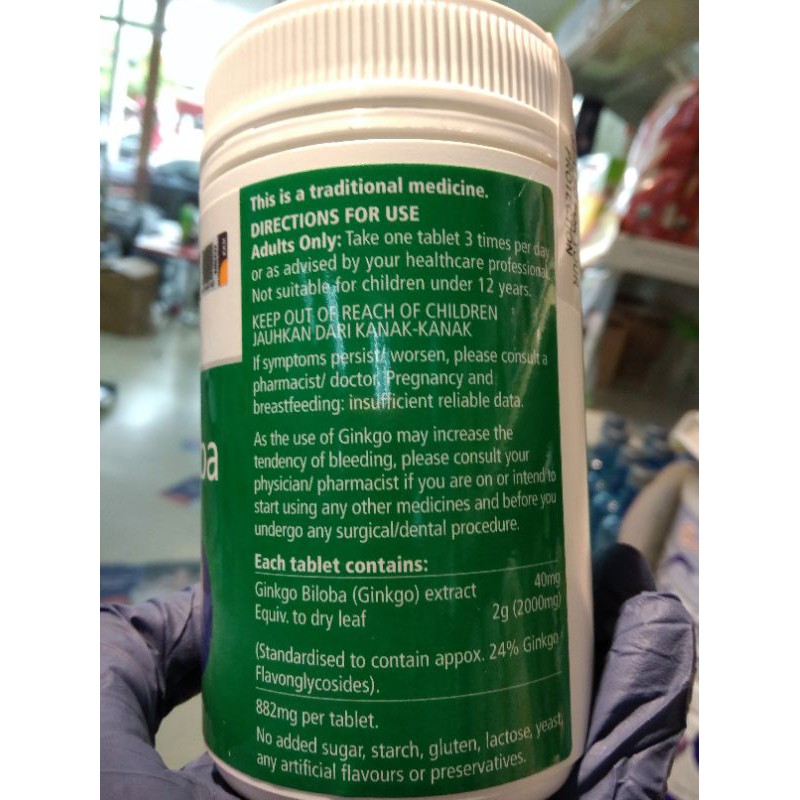 This is a traditional medicine.
DIRECTIONS FOR USE
Adults Only: Take one tablet 3 times per day
or as advised by your healthcare professional.
Not suitable for children under 12 years.
KEEP OUT OF REACH OF CHILDREN
JAUHKAN DARI KANAK-KANAK
If symptoms persist/ worsen, please consult a
pharmacist/ doctor. Pregnancy and
breastfeeding: insufficient reliable data.
As the use of Ginkgo may increase the
tendency of bleeding, please consult your
physician/ pharmacist if you are on or intend to
start using any other medicines and before you
undergo any surgical/dental procedure.
Each tablet contains:
Ginkgo Biloba (Ginkgo) extract 40mg
Equiv. to dry leaf 2g (2000mg)
(Standardised to contain appox. 24% Ginkgo
Flavonglycosides).
882mg per tablet.
No added sugar, starch, gluten, lactose, yeast,
any artificial flavours or preservatives.